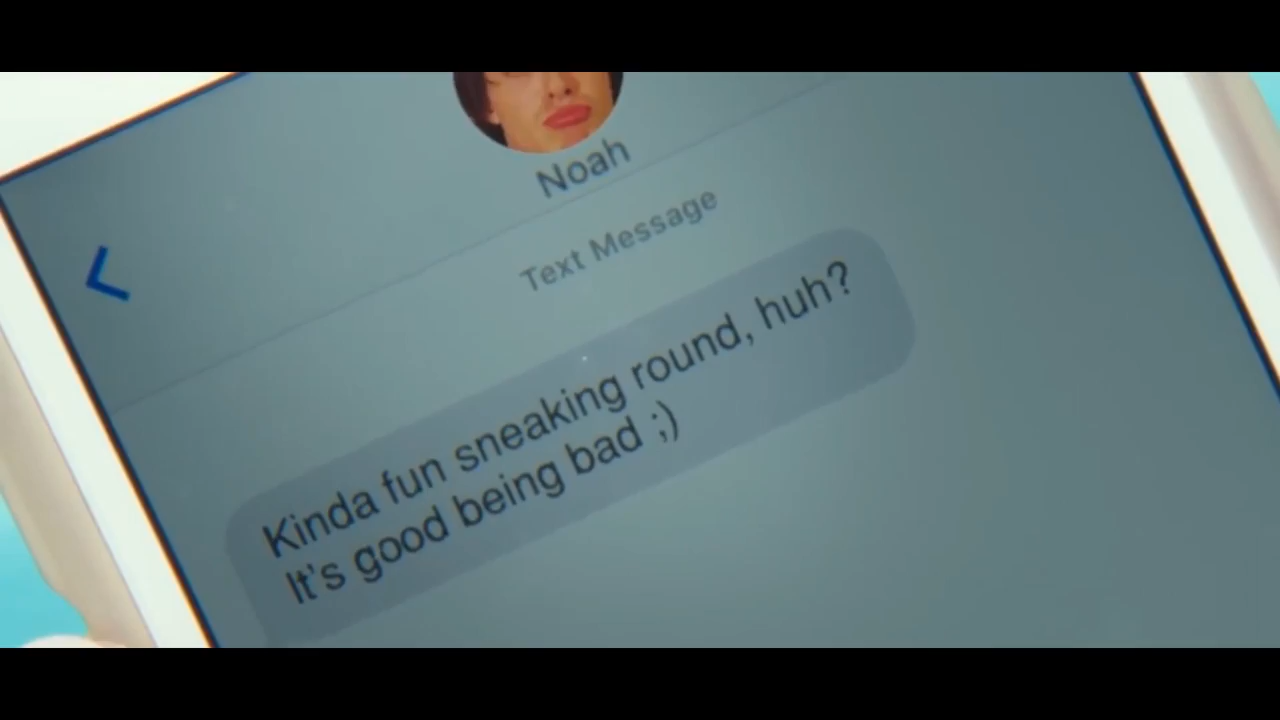 Noah
Text Message
Kinda fun sneaking round, huh?
It's good being bad ;)